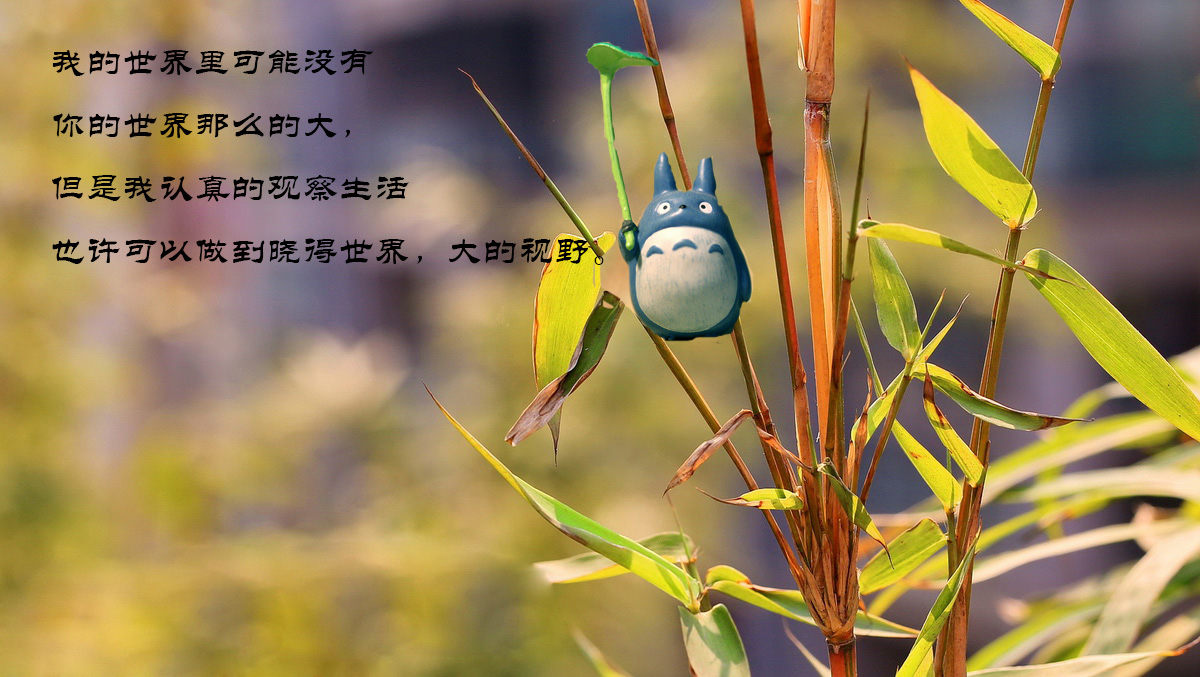 我的世界里可能没有
你的世界那么的大，
但是我认真的观察生活
也许可以做到晓得世界，大的视野。